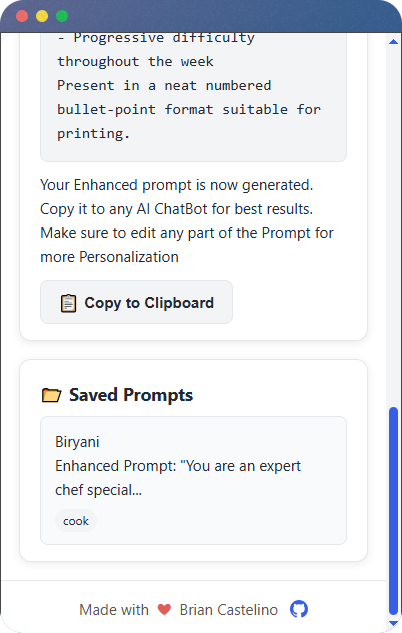 - Progressive difficulty
throughout the week
Present in a neat numbered
bullet-point format suitable for
printing.
Your Enhanced prompt is now generated.
Copy it to any AI ChatBot for best results.
Make sure to edit any part of the Prompt for
more Personalization
📋 Copy to Clipboard
📂 Saved Prompts
Biryani
Enhanced Prompt: "You are an expert
chef special...
cook
Made with ❤️ Brian Castelino